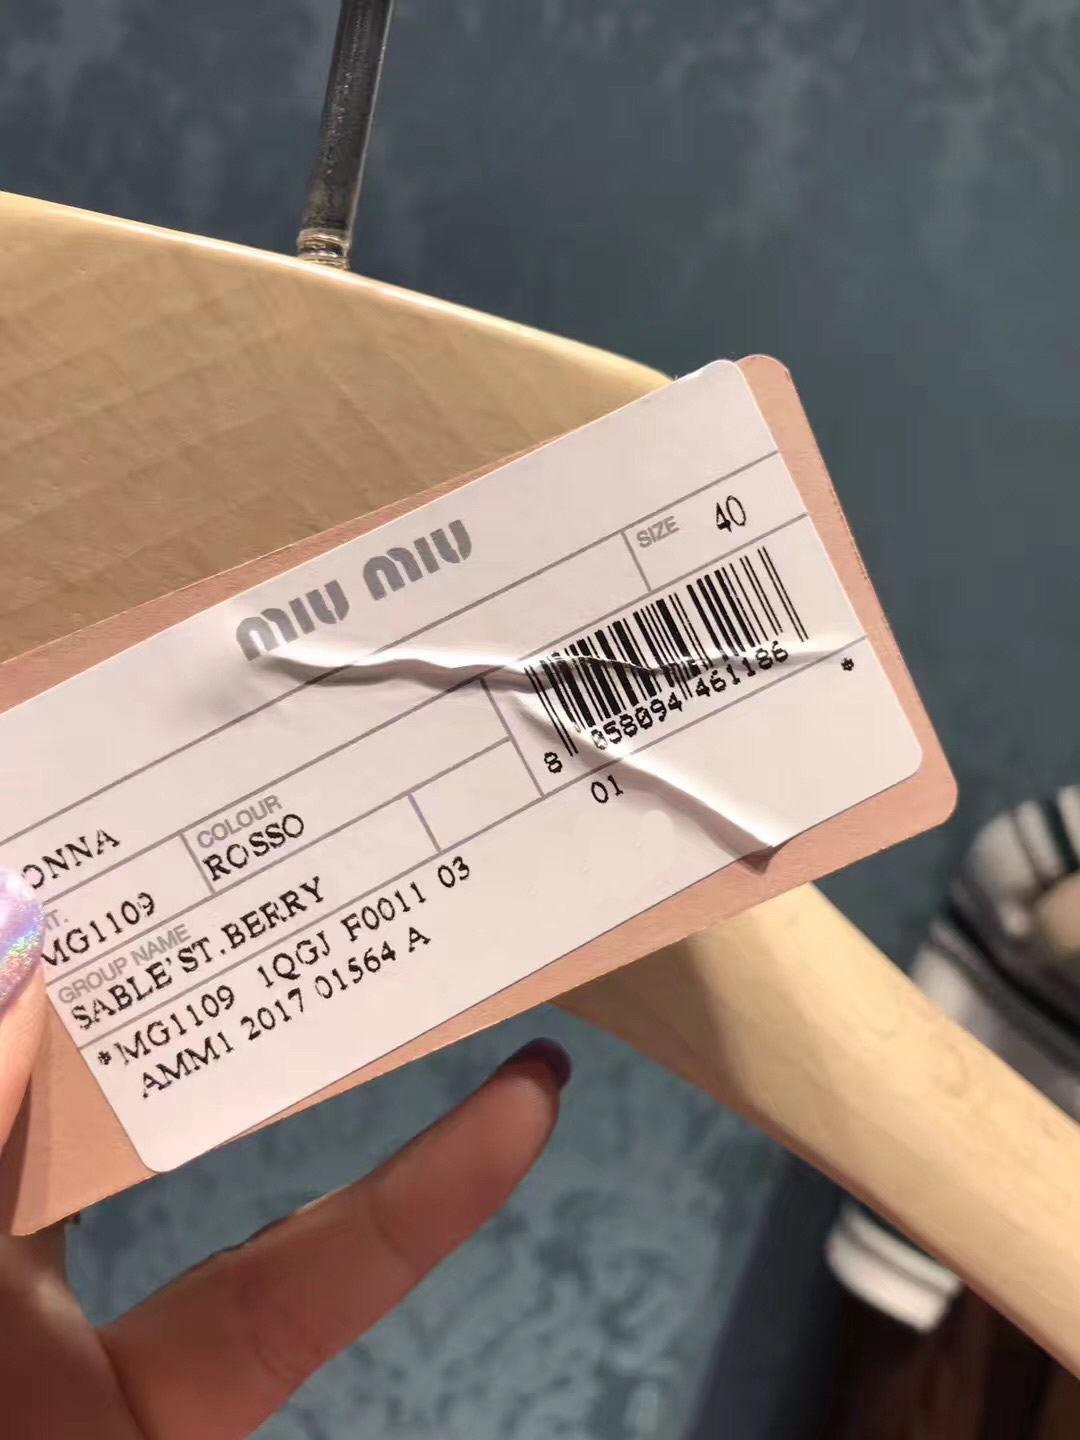 MIU MIU
SIZE 40
8 058094 461186
*
01
COLOUR
ROSSO
MG1109
GROUP NAME
SABLE'ST.BERRY
*MG1109 1QGJ F0011 03
AMM1 2017 01564 A